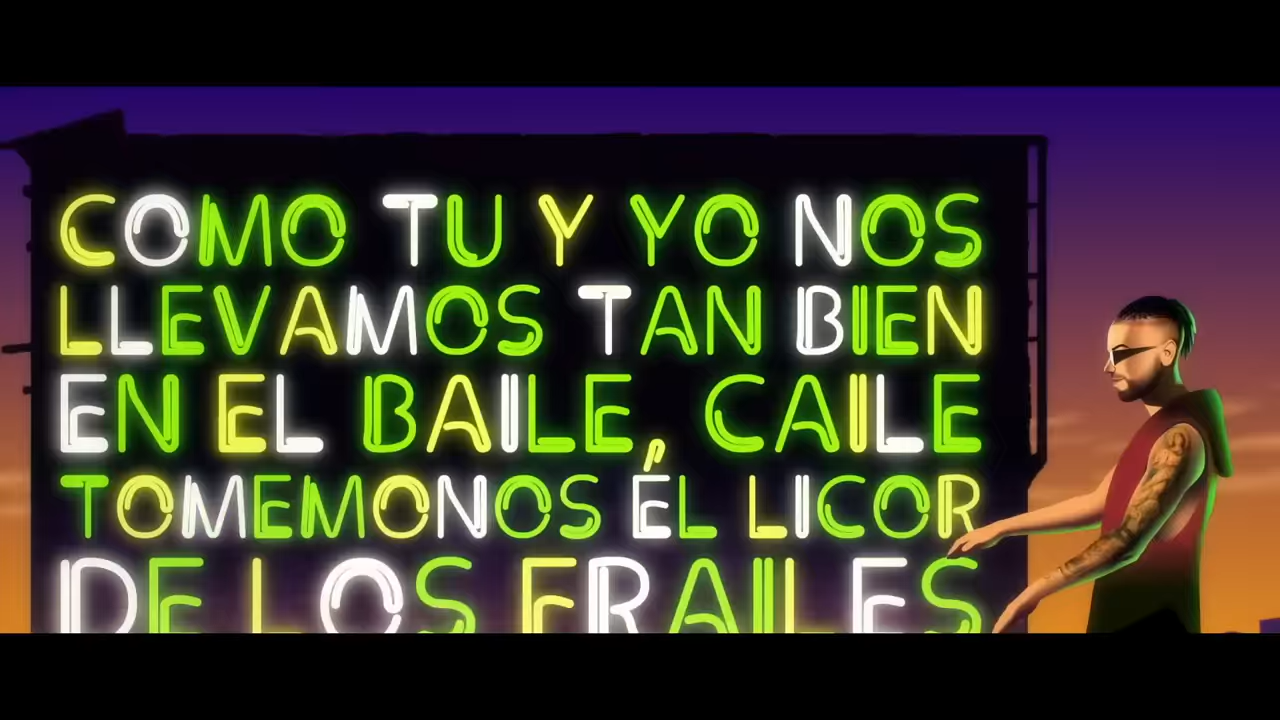 COMO TU Y YO NOS
LLEVAMOS TAN BIEN
EN EL BAILE, CAILE
TOMEMONOS ÉL LICOR
DE LOS FRAILES